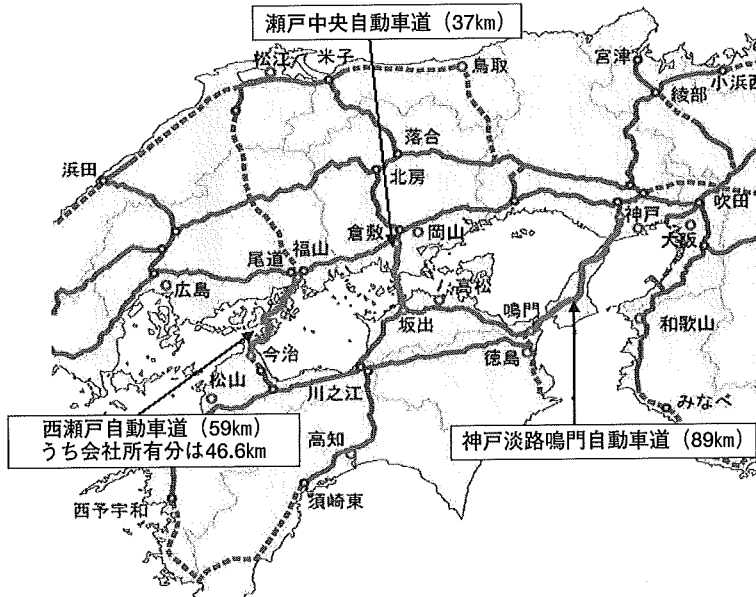 瀬戸中央自動車道（37km）
松江
米子
鳥取
宮津
小浜西
綾部
落合
浜田
北房
吹田
神戸
倉敷
岡山
大阪
尾道
福山
広島
高松
鳴門
坂出
和歌山
今治
徳島
松山
川之江
みなべ
西瀬戸自動車道（59km）
うち会社所有分は46.6km
高知
神戸淡路鳴門自動車道（89km）
西予宇和
須崎東